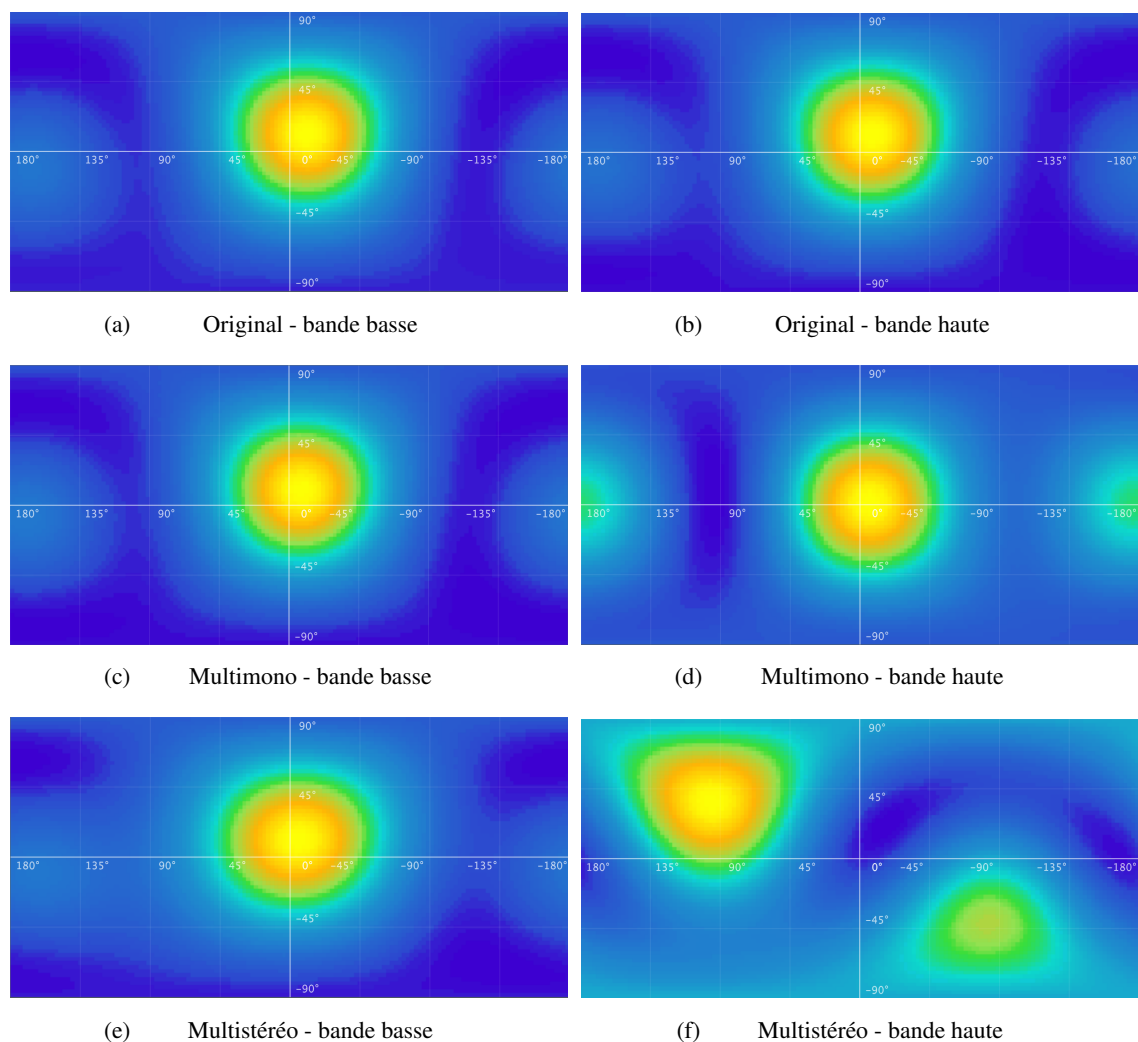 90°
45°
180° 135° 90° 45° 0° –45° –90° –135° –180°
–45°
–90°
(a) Original - bande basse
90°
45°
180° 135° 90° 45° 0° –45° –90° –135° –180°
–45°
–90°
(b) Original - bande haute
90°
45°
180° 135° 90° 45° 0° –45° –90° –135° –180°
–45°
–90°
(c) Multimono - bande basse
90°
45°
180° 135° 90° 45° 0° –45° –90° –135° –180°
–45°
–90°
(d) Multimono - bande haute
90°
45°
180° 135° 90° 45° 0° –45° –90° –135° –180°
–45°
–90°
(e) Multistéréo - bande basse
90°
45°
180° 135° 90° 45° 0° –45° –90° –135° –180°
–45°
–90°
(f) Multistéréo - bande haute